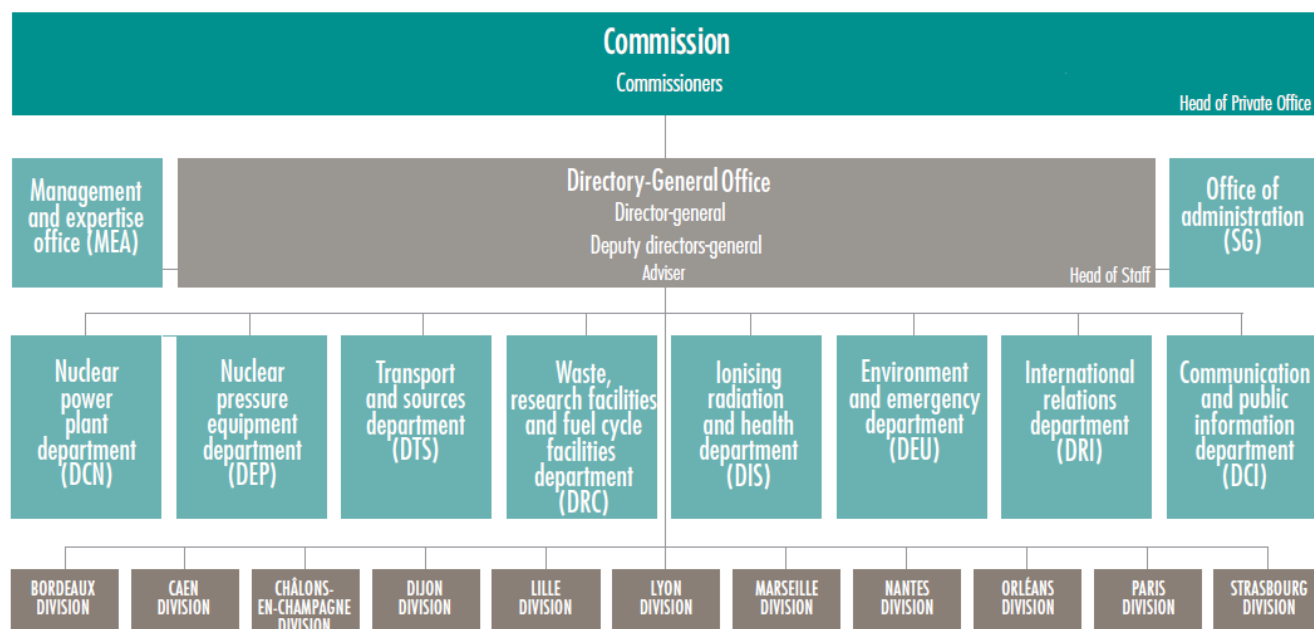 Commission
Commissioners
Head of Private Office
Management
and expertise
office (MEA)
Directory-General Office
Director-general
Deputy directors-general
Adviser
Head of Staff
Office of
administration
(SG)
Nuclear
power
plant
department
(DCN)
Nuclear
pressure
equipment
department
(DEP)
Transport
and sources
department
(DTS)
Waste,
research facilities
and fuel cycle
facilities
department
(DRC)
Ionising
radiation
and health
department
(DIS)
Environment
and emergency
department
(DEU)
International
relations
department
(DRI)
Communication
and public
information
department
(DCI)
BORDEAUX
DIVISION
CAEN
DIVISION
CHÂLONS-
EN-CHAMPAGNE
DIVISION
DIJON
DIVISION
LILLE
DIVISION
LYON
DIVISION
MARSEILLE
DIVISION
NANTES
DIVISION
ORLÉANS
DIVISION
PARIS
DIVISION
STRASBOURG
DIVISION